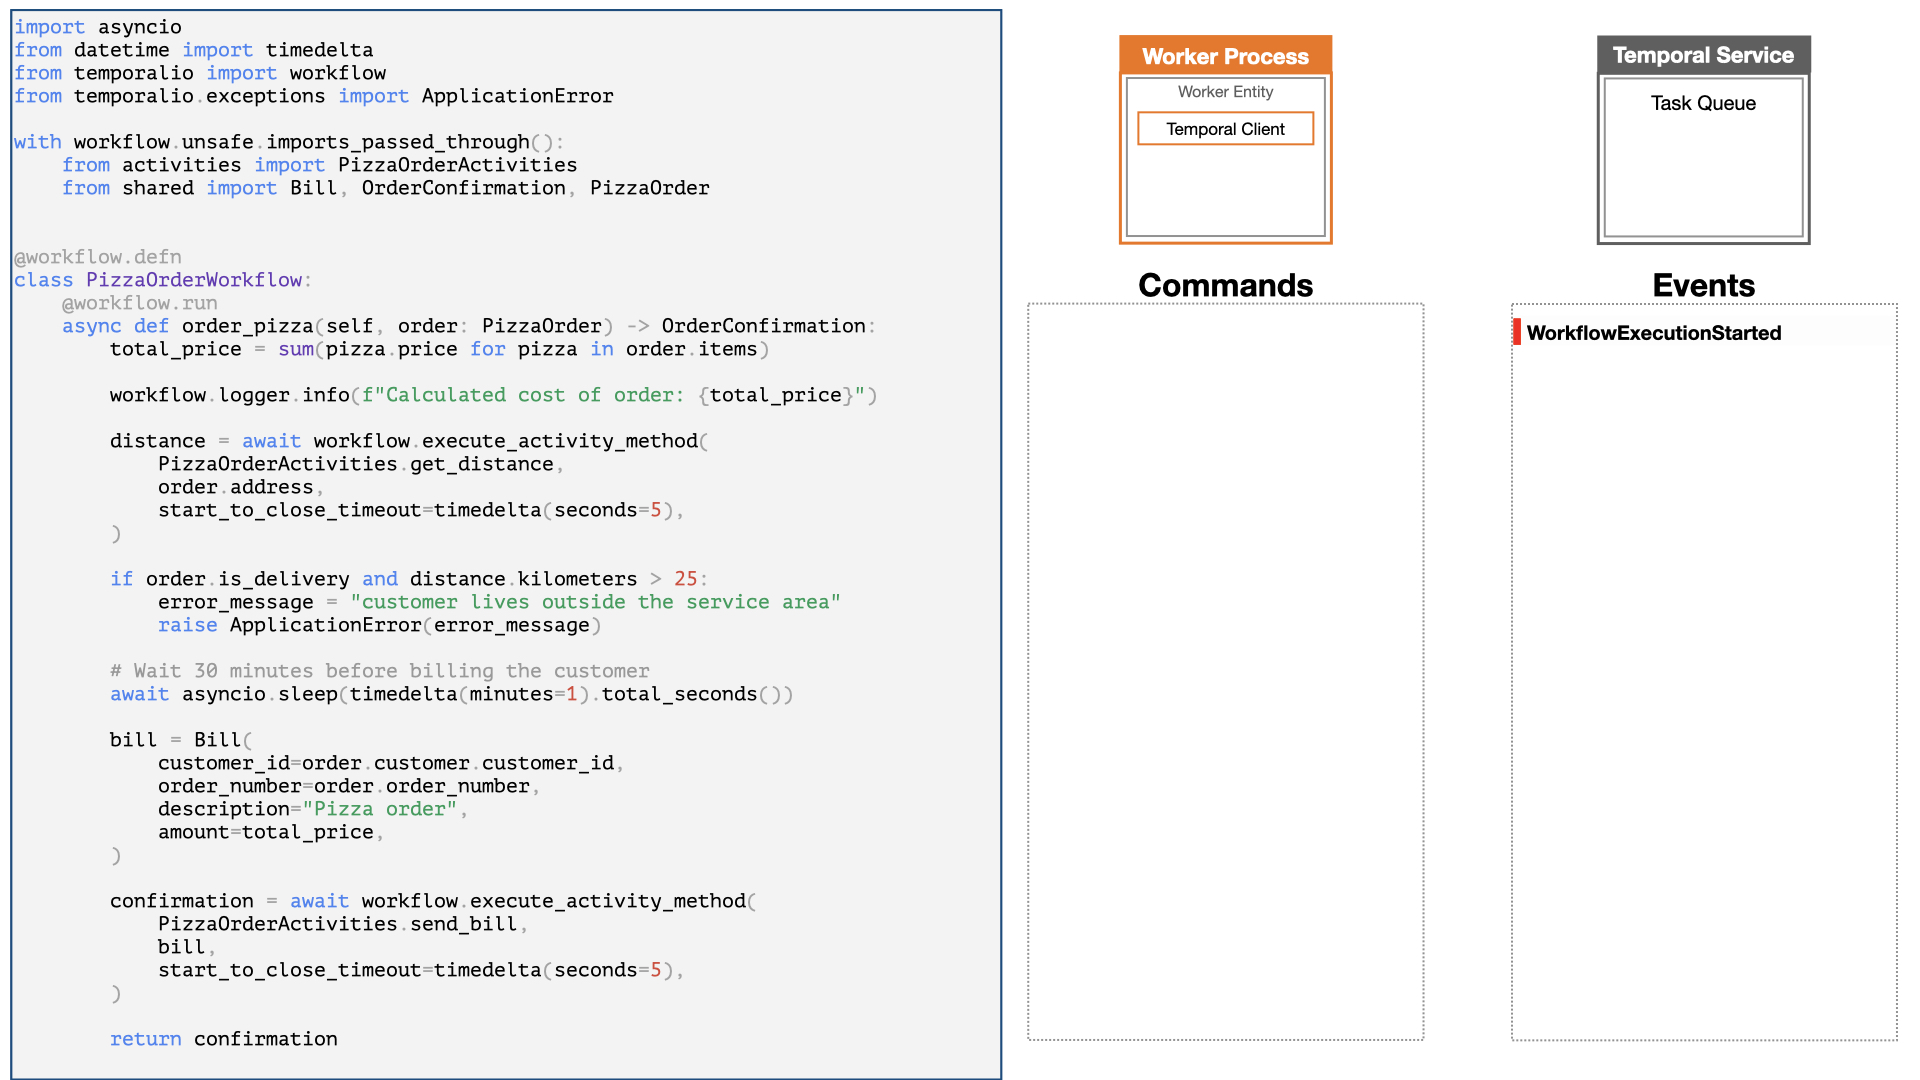 import asyncio
from datetime import timedelta
from temporalio import workflow
from temporalio.exceptions import ApplicationError

with workflow.unsafe.imports_passed_through():
    from activities import PizzaOrderActivities
    from shared import Bill, OrderConfirmation, PizzaOrder


@workflow.defn
class PizzaOrderWorkflow:
    @workflow.run
    async def order_pizza(self, order: PizzaOrder) -> OrderConfirmation:
        total_price = sum(pizza.price for pizza in order.items)

        workflow.logger.info(f"Calculated cost of order: {total_price}")

        distance = await workflow.execute_activity_method(
            PizzaOrderActivities.get_distance,
            order.address,
            start_to_close_timeout=timedelta(seconds=5),
        )

        if order.is_delivery and distance.kilometers > 25:
            error_message = "customer lives outside the service area"
            raise ApplicationError(error_message)

        # Wait 30 minutes before billing the customer
        await asyncio.sleep(timedelta(minutes=1).total_seconds())

        bill = Bill(
            customer_id=order.customer.customer_id,
            order_number=order.order_number,
            description="Pizza order",
            amount=total_price,
        )

        confirmation = await workflow.execute_activity_method(
            PizzaOrderActivities.send_bill,
            bill,
            start_to_close_timeout=timedelta(seconds=5),
        )

        return confirmation
Worker Process
Worker Entity
Temporal Client
Temporal Service
Task Queue
Commands
Events
WorkflowExecutionStarted